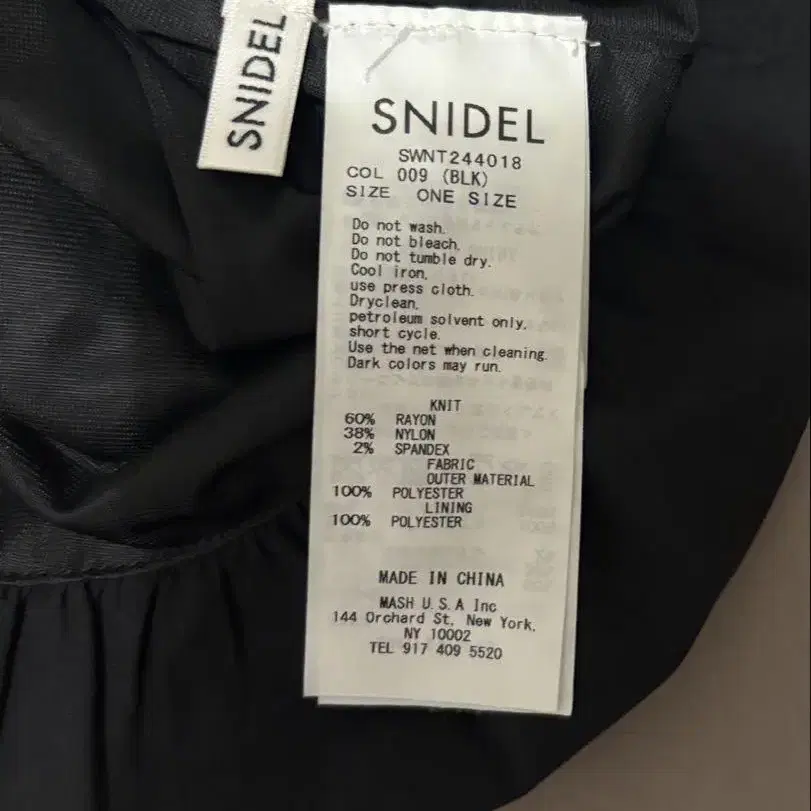 SNIDEL
SNIDEL
SWNT244018
COL 009 (BLK)
SIZE ONE SIZE
Do not wash.
Do not bleach.
Do not tumble dry.
Cool iron.
use press cloth.
Dryclean.
petroleum solvent only.
short cycle.
Use the net when cleaning.
Dark colors may run.
KNIT
60% RAYON
38% NYLON
2% SPANDEX
FABRIC
OUTER MATERIAL
100% POLYESTER
LINING
100% POLYESTER
MADE IN CHINA
MASH U.S.A Inc
144 Orchard St, New York,
NY 10002
TEL 917 409 5520